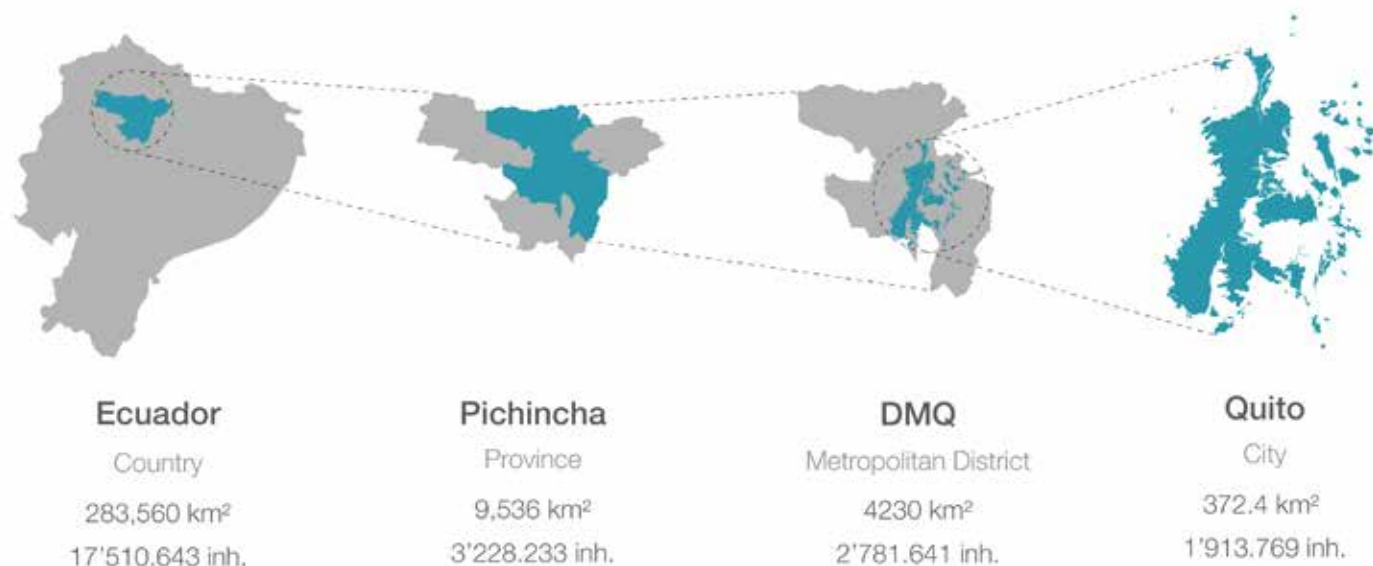 Ecuador
Country
283,560 km²
17'510.643 inh.
Pichincha
Province
9,536 km²
3'228.233 inh.
DMQ
Metropolitan District
4230 km²
2'781.641 inh.
Quito
City
372.4 km²
1'913.769 inh.